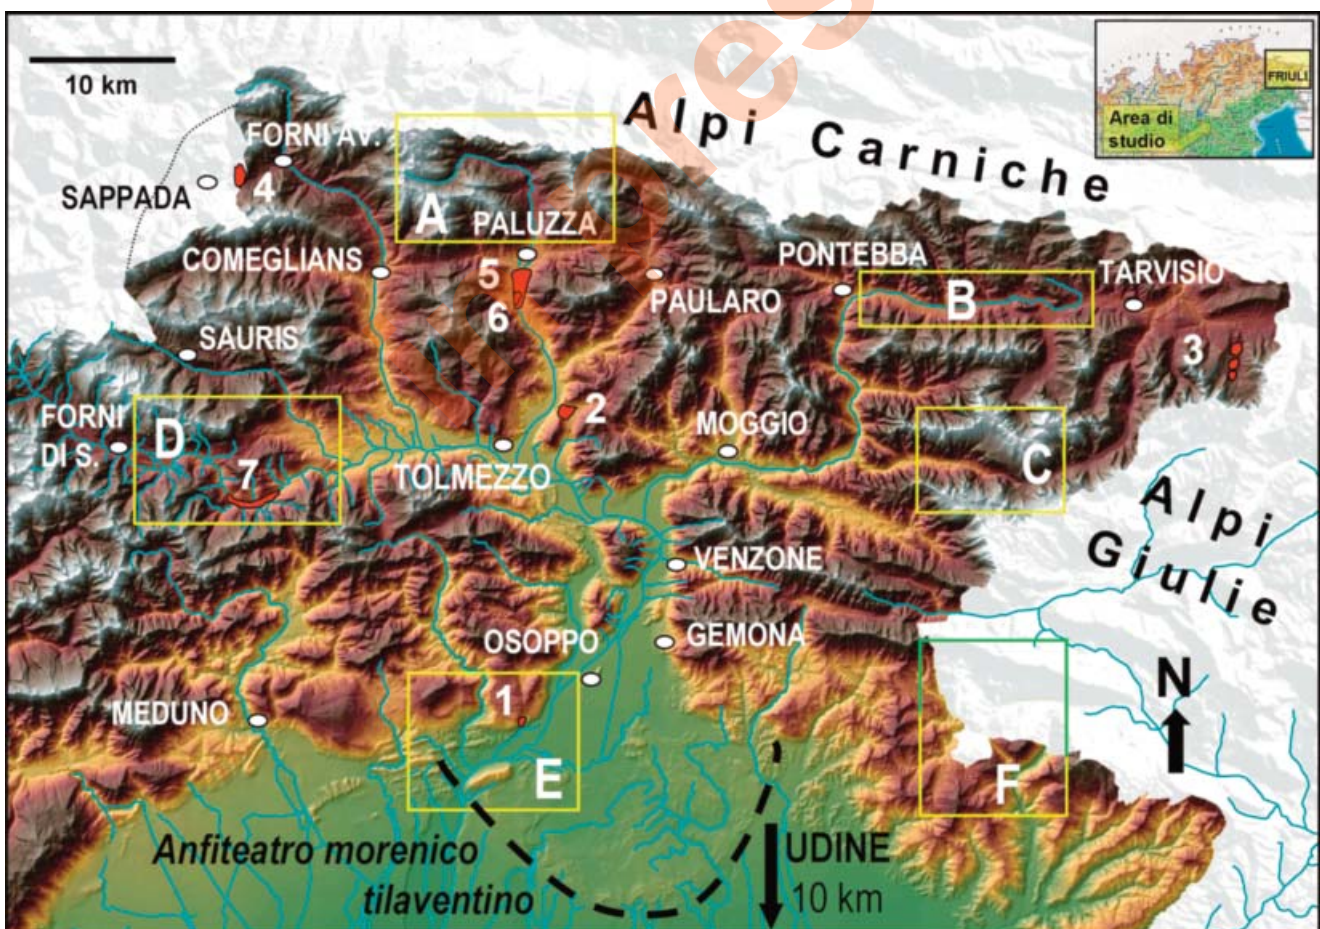 10 km
Alpi Carniche
FRIULI
Area di
studio
FORNI AV.
SAPPADA
4
A
PALUZZA
COMEGLIANS
5
6
PAULARO
PONTEBBA
B
TARVISIO
3
SAURIS
2
FORNI
DI S.
D
7
TOLMEZZO
MOGGIO
C
Alpi
Giulie
VENZONE
OSOPPO
GEMONA
N
MEDUNO
1
E
F
Anfiteatro morenico
tilaventino
UDINE
10 km